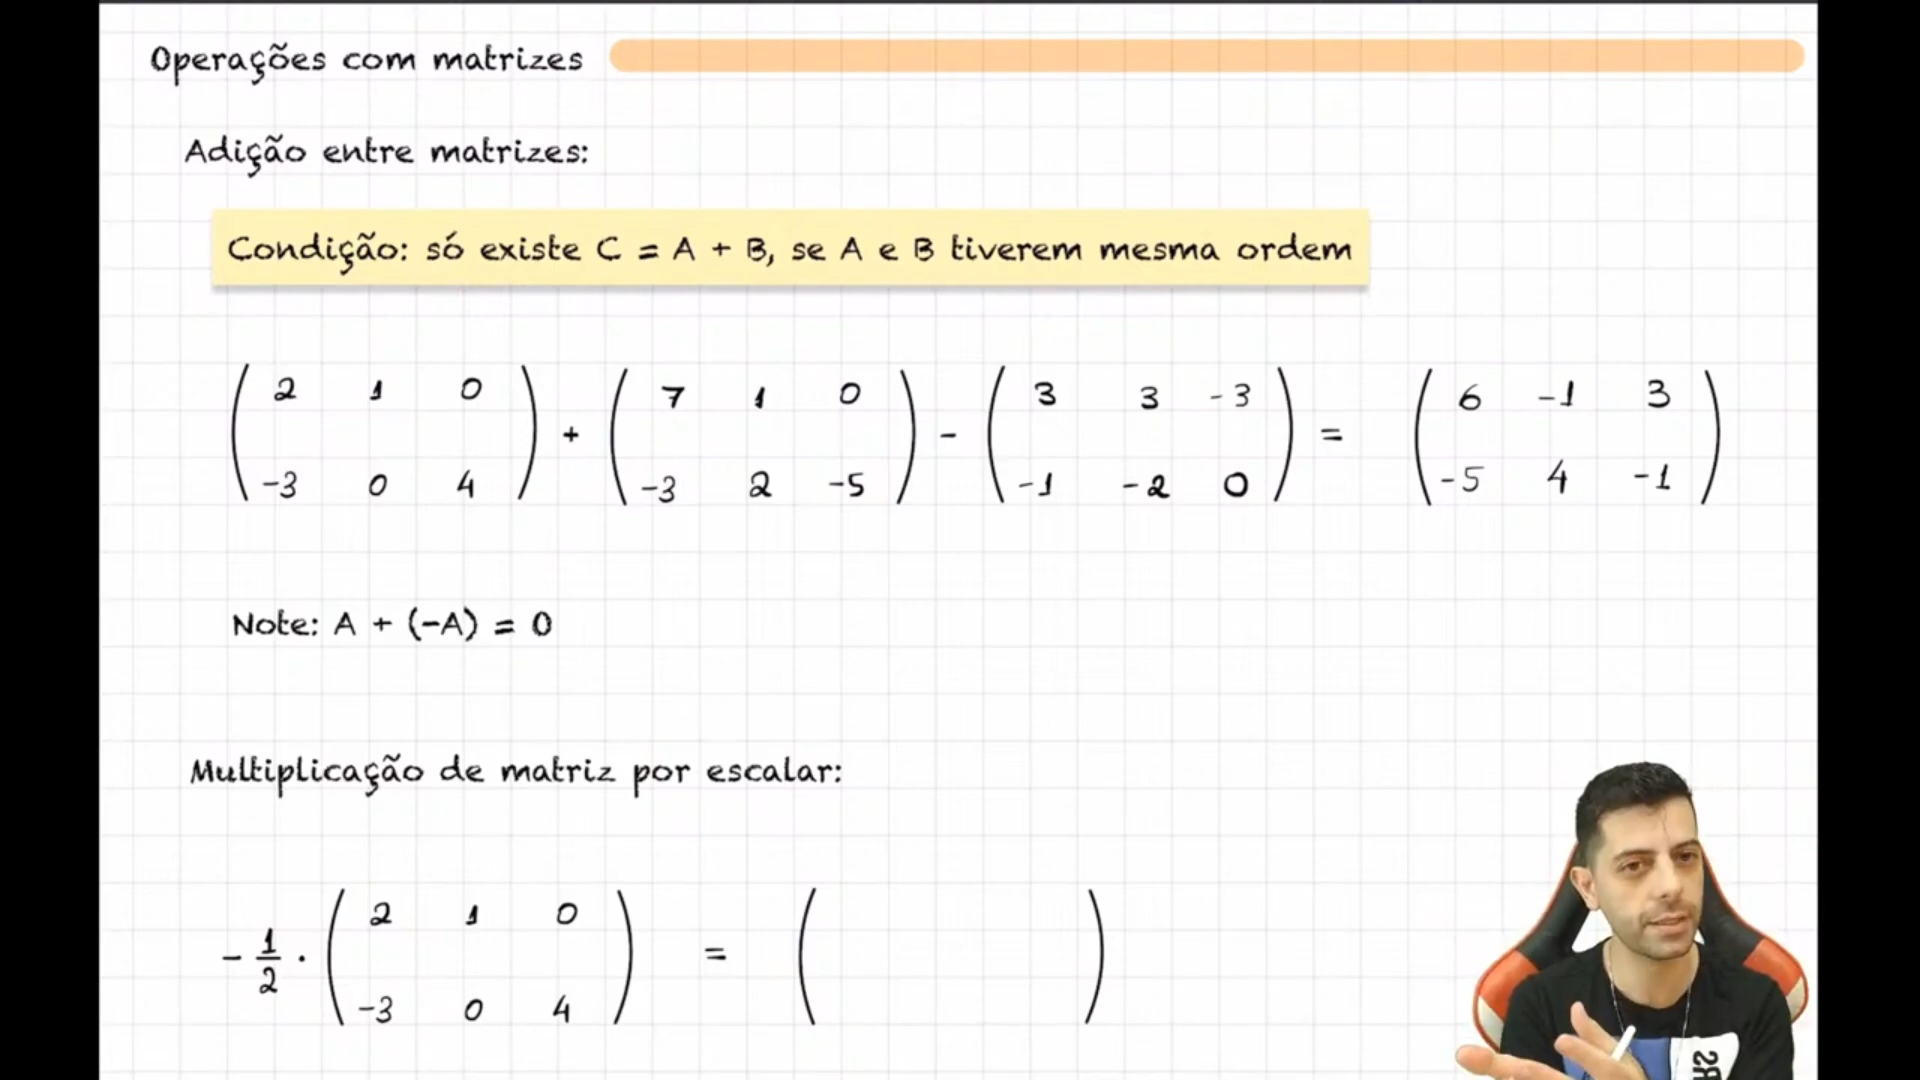 Operações com matrizes
Adição entre matrizes:
Condição: só existe C = A + B, se A e B tiverem mesma ordem
( 2 1 0 ) + ( 7 1 0 ) - ( 3 3 -3 ) = ( 6 -1 3 )
( -3 0 4 ) ( -3 2 -5 ) ( -1 -2 0 ) ( -5 4 -1 )
Note: A + (-A) = 0
Multiplicação de matriz por escalar:
- 1/2 . ( 2 1 0 ) = ( )
( -3 0 4 )